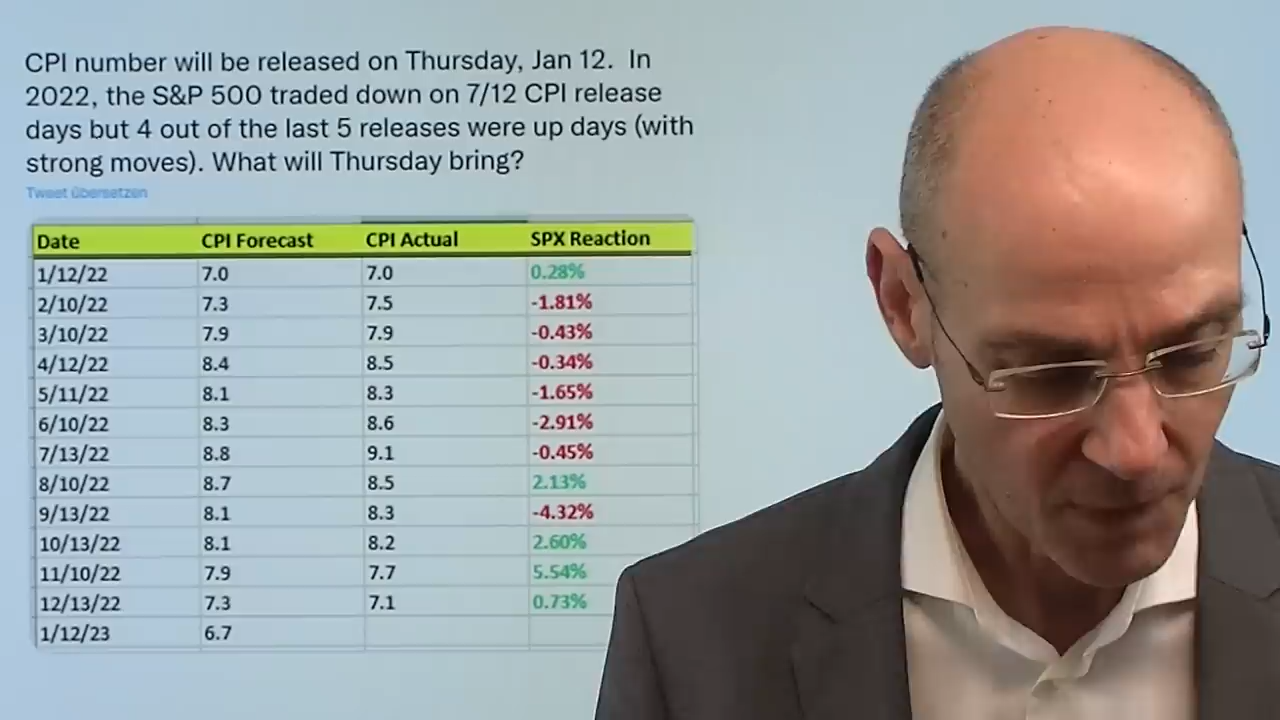 CPI number will be released on Thursday, Jan 12. In
2022, the S&P 500 traded down on 7/12 CPI release
days but 4 out of the last 5 releases were up days (with
strong moves). What will Thursday bring?
Tweet übersetzen
Date CPI Forecast CPI Actual SPX Reaction
1/12/22 7.0 7.0 0.28%
2/10/22 7.3 7.5 -1.81%
3/10/22 7.9 7.9 -0.43%
4/12/22 8.4 8.5 -0.34%
5/11/22 8.1 8.3 -1.65%
6/10/22 8.3 8.6 -2.91%
7/13/22 8.8 9.1 -0.45%
8/10/22 8.7 8.5 2.13%
9/13/22 8.1 8.3 -4.32%
10/13/22 8.1 8.2 2.60%
11/10/22 7.9 7.7 5.54%
12/13/22 7.3 7.1 0.73%
1/12/23 6.7